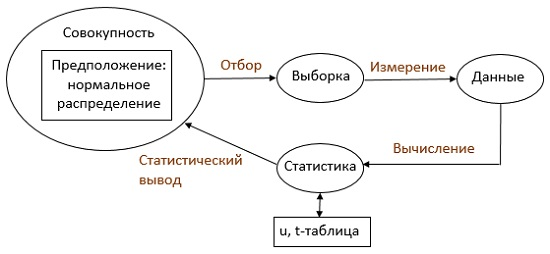 Совокупность
Предположение:
нормальное
распределение
Отбор
Выборка
Измерение
Данные
Вычисление
Статистика
Статистический
вывод
u, t-таблица